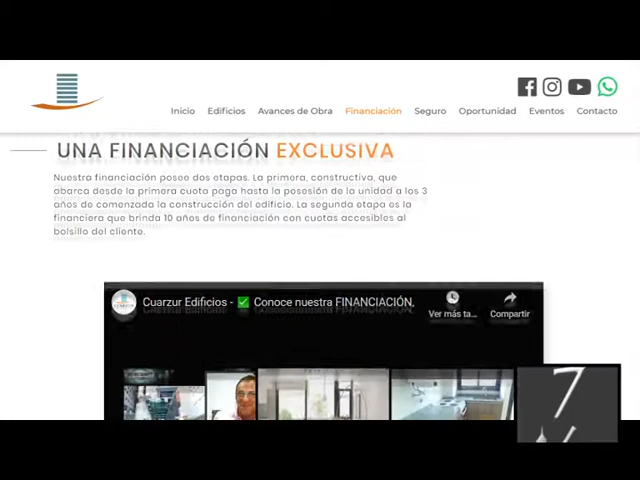 Inicio Edificios Avances de Obra Financiación Seguro Oportunidad Eventos Contacto
UNA FINANCIACIÓN EXCLUSIVA
Nuestra financiación posee dos etapas. La primera, constructiva, que
abarca desde la primera cuota paga hasta la posesión de la unidad a los 3
años de comenzada la construcción del edificio. La segunda etapa es la
financiera que brinda 10 años de financiación con cuotas accesibles al
bolsillo del cliente.
Cuarzur Edificios - ✅ Conoce nuestra FINANCIACIÓN,
Ver más ta... Compartir
7